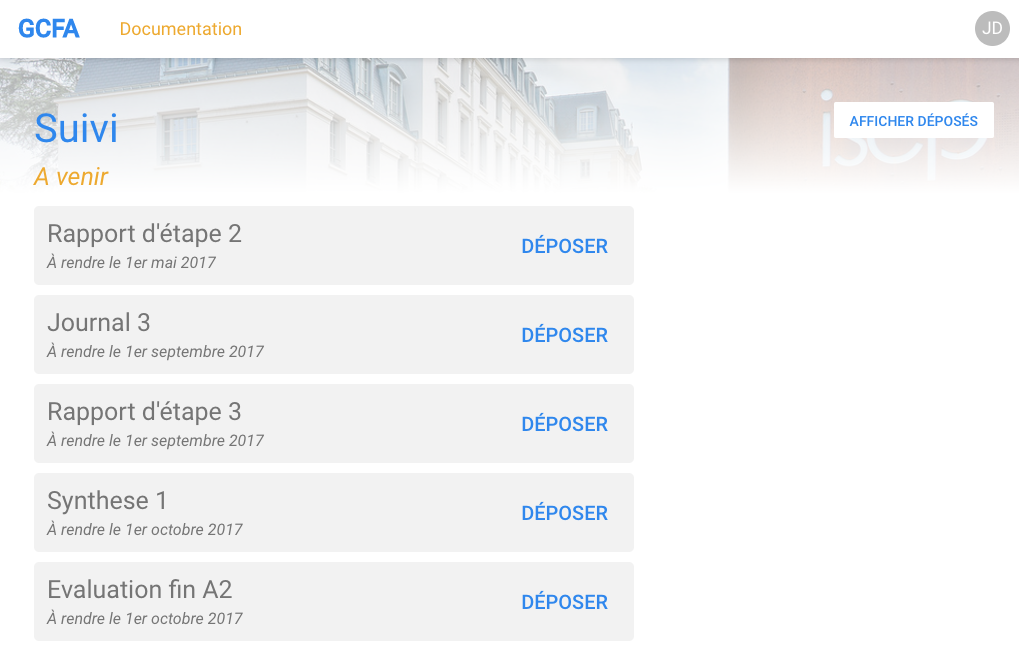 GCFA
Documentation
JD
isep
Suivi
AFFICHER DÉPOSÉS
A venir
Rapport d'étape 2
À rendre le 1er mai 2017
DÉPOSER
Journal 3
À rendre le 1er septembre 2017
DÉPOSER
Rapport d'étape 3
À rendre le 1er septembre 2017
DÉPOSER
Synthese 1
À rendre le 1er octobre 2017
DÉPOSER
Evaluation fin A2
À rendre le 1er octobre 2017
DÉPOSER